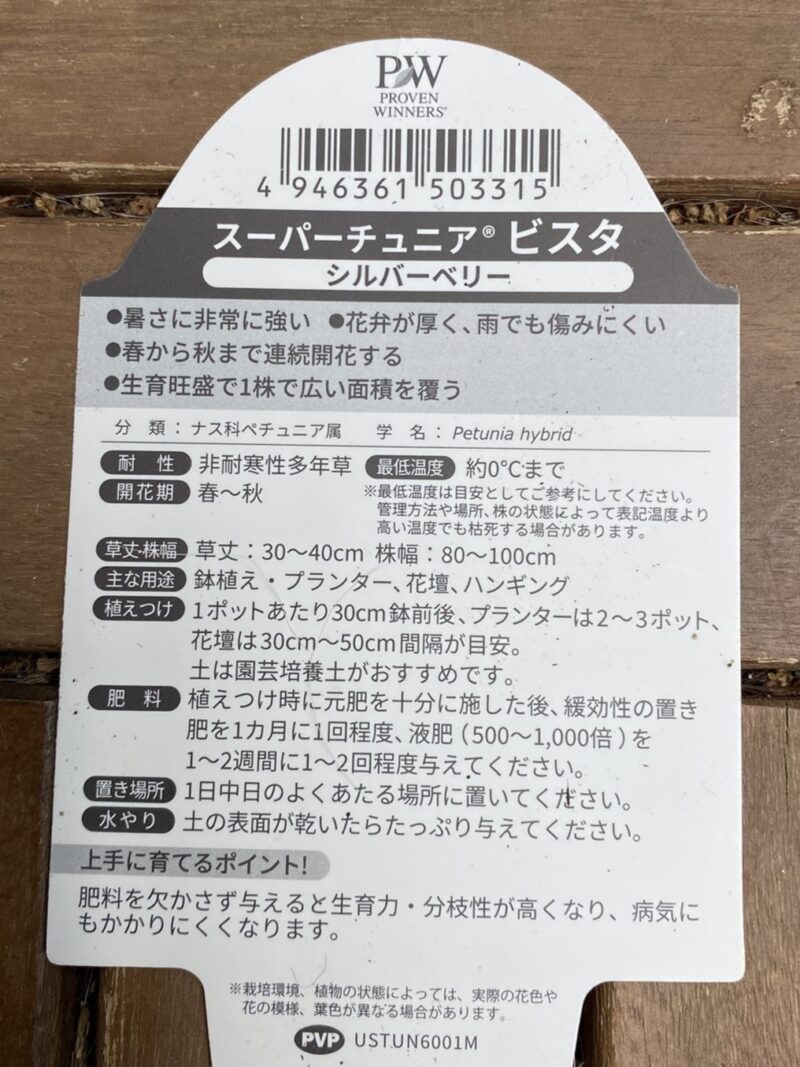 PW
PROVEN
WINNERS®
4 946361 503315
スーパーチュニア® ビスタ
シルバーベリー
●暑さに非常に強い ●花弁が厚く、雨でも傷みにくい
●春から秋まで連続開花する
●生育旺盛で1株で広い面積を覆う
分 類：ナス科ペチュニア属 学 名：Petunia hybrid
耐 性 非耐寒性多年草 最低温度 約0℃まで
開花期 春～秋 ※最低温度は目安としてご参考にしてください。
管理方法や場所、株の状態によって表記温度より
高い温度でも枯死する場合があります。
草丈・株幅 草丈：30～40cm 株幅：80～100cm
主な用途 鉢植え・プランター、花壇、ハンギング
植えつけ 1ポットあたり30cm鉢前後、プランターは2～3ポット、
花壇は30cm～50cm間隔が目安。
土は園芸培養土がおすすめです。
肥 料 植えつけ時に元肥を十分に施した後、緩効性の置き
肥を1カ月に1回程度、液肥（500～1,000倍）を
1～2週間に1～2回程度与えてください。
置き場所 1日中日のよくあたる場所に置いてください。
水やり 土の表面が乾いたらたっぷり与えてください。
上手に育てるポイント!
肥料を欠かさず与えると生育力・分枝性が高くなり、病気に
もかかりにくくなります。
※栽培環境、植物の状態によっては、実際の花色や
花の模様、葉色が異なる場合があります。
PVP USTUN6001M